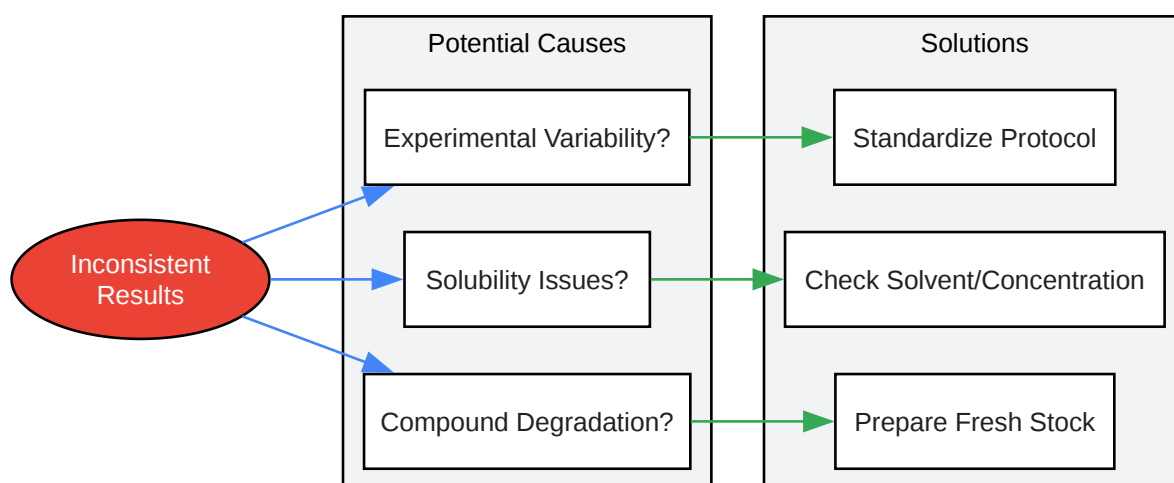 Potential Causes
Solutions
Experimental Variability?
Standardize Protocol
Inconsistent
Results
Solubility Issues?
Check Solvent/Concentration
Compound Degradation?
Prepare Fresh Stock